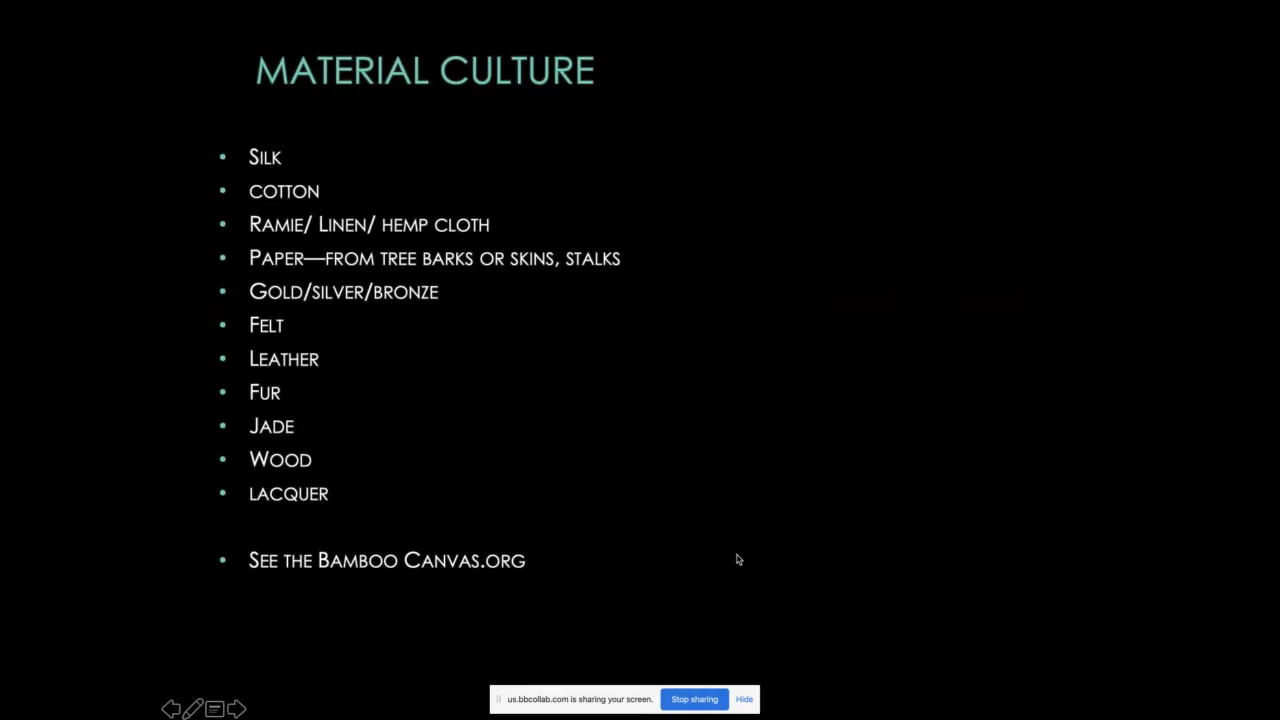 MATERIAL CULTURE
• SILK
• COTTON
• RAMIE/ LINEN/ HEMP CLOTH
• PAPER—FROM TREE BARKS OR SKINS, STALKS
• GOLD/SILVER/BRONZE
• FELT
• LEATHER
• FUR
• JADE
• WOOD
• LACQUER
• SEE THE BAMBOO CANVAS.ORG
us.bbcollab.com is sharing your screen. Stop sharing Hide